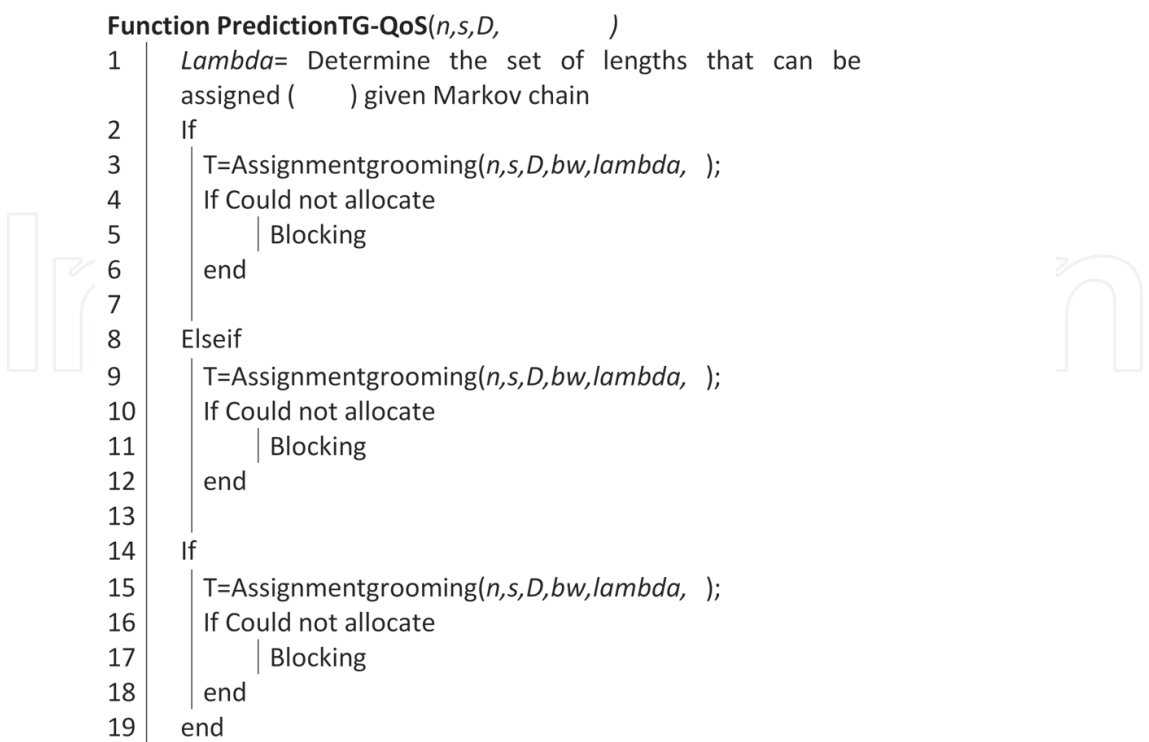 Function PredictionTG-QoS(n,s,D, )
1 Lambda= Determine the set of lengths that can be
assigned ( ) given Markov chain
2 If
3 T=Assignmentgrooming(n,s,D,bw,lambda, );
4 If Could not allocate
5 Blocking
6 end
7
8 Elseif
9 T=Assignmentgrooming(n,s,D,bw,lambda, );
10 If Could not allocate
11 Blocking
12 end
13
14 If
15 T=Assignmentgrooming(n,s,D,bw,lambda, );
16 If Could not allocate
17 Blocking
18 end
19 end